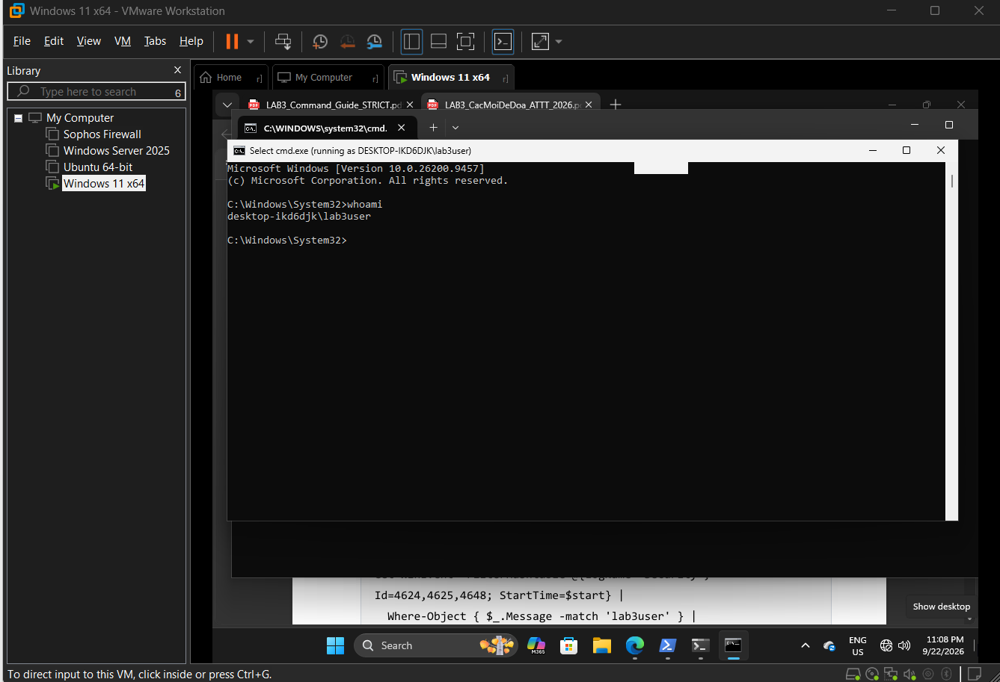 Windows 11 x64 - VMware Workstation
File Edit View VM Tabs Help
Library
Type here to search 6
My Computer
Sophos Firewall
Windows Server 2025
Ubuntu 64-bit
Windows 11 x64
Home
My Computer
Windows 11 x64
LAB3_Command_Guide_STRICT.pd
LAB3_CacMoiDeDoa_ATTT_2026.p
C:\WINDOWS\system32\cmd.
Select cmd.exe (running as DESKTOP-IKD6DJK\lab3user)
Microsoft Windows [Version 10.0.26200.9457]
(c) Microsoft Corporation. All rights reserved.
C:\Windows\System32>whoami
desktop-ikd6djk\lab3user
C:\Windows\System32>
Id=4624,4625,4648; StartTime=$start} |
Where-Object { $_.Message -match 'lab3user' } |
Show desktop
Search
M365
ENG
US
11:08 PM
9/22/2026
To direct input to this VM, click inside or press Ctrl+G.